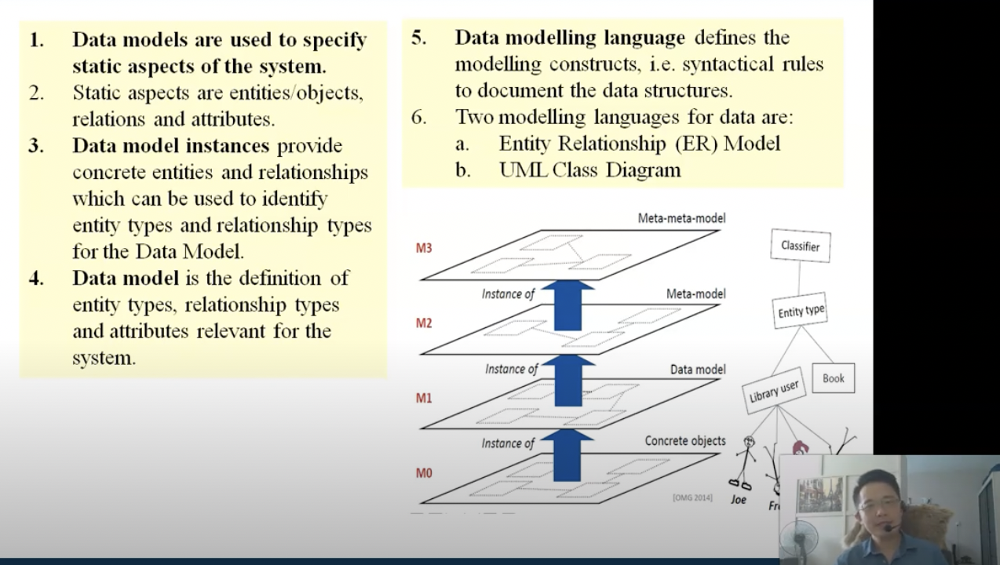 1. Data models are used to specify
static aspects of the system.
2. Static aspects are entities/objects,
relations and attributes.
3. Data model instances provide
concrete entities and relationships
which can be used to identify
entity types and relationship types
for the Data Model.
4. Data model is the definition of
entity types, relationship types
and attributes relevant for the
system.
5. Data modelling language defines the
modelling constructs, i.e. syntactical rules
to document the data structures.
6. Two modelling languages for data are:
a. Entity Relationship (ER) Model
b. UML Class Diagram
Meta-meta-model
M3
Instance of
Meta-model
M2
Instance of
Data model
M1
Instance of
Concrete objects
M0
[OMG 2014]
Classifier
Entity type
Library user
Book
Joe